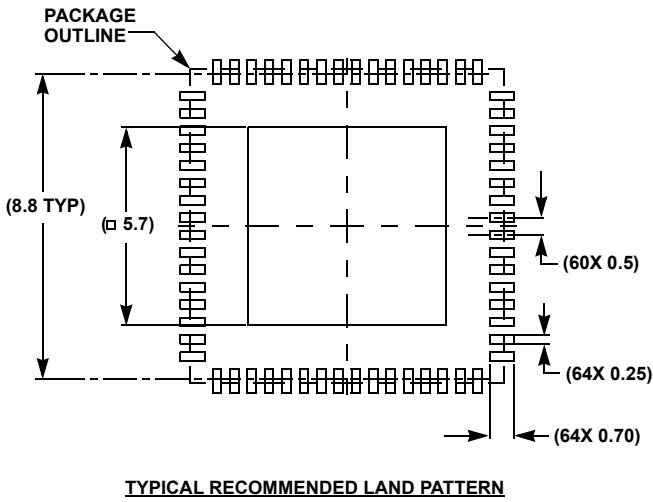 PACKAGE
OUTLINE
(8.8 TYP)
(□ 5.7)
(60X 0.5)
(64X 0.25)
(64X 0.70)
TYPICAL RECOMMENDED LAND PATTERN